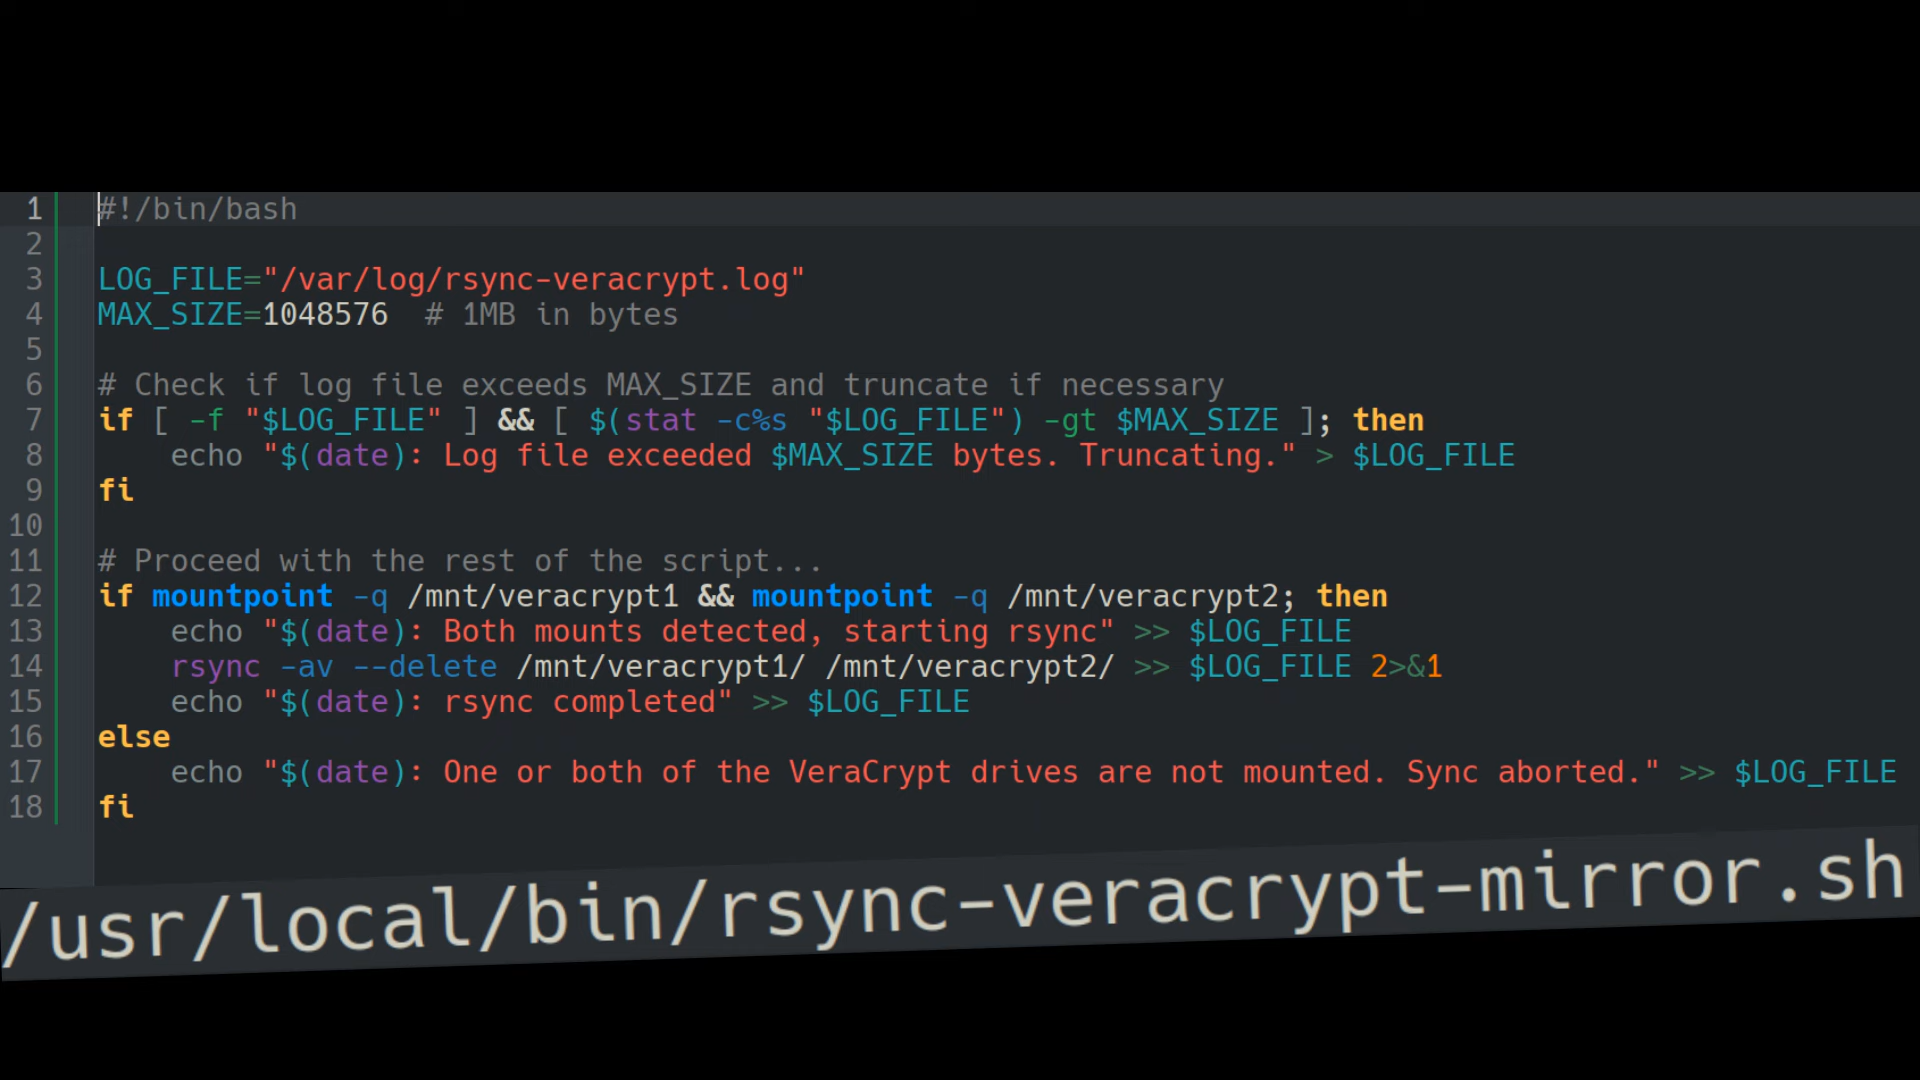 1 #!/bin/bash
2
3 LOG_FILE="/var/log/rsync-veracrypt.log"
4 MAX_SIZE=1048576  # 1MB in bytes
5
6 # Check if log file exceeds MAX_SIZE and truncate if necessary
7 if [ -f "$LOG_FILE" ] && [ $(stat -c%s "$LOG_FILE") -gt $MAX_SIZE ]; then
8     echo "$(date): Log file exceeded $MAX_SIZE bytes. Truncating." > $LOG_FILE
9 fi
10
11 # Proceed with the rest of the script...
12 if mountpoint -q /mnt/veracrypt1 && mountpoint -q /mnt/veracrypt2; then
13     echo "$(date): Both mounts detected, starting rsync" >> $LOG_FILE
14     rsync -av --delete /mnt/veracrypt1/ /mnt/veracrypt2/ >> $LOG_FILE 2>&1
15     echo "$(date): rsync completed" >> $LOG_FILE
16 else
17     echo "$(date): One or both of the VeraCrypt drives are not mounted. Sync aborted." >> $LOG_FILE
18 fi
/usr/local/bin/rsync-veracrypt-mirror.sh